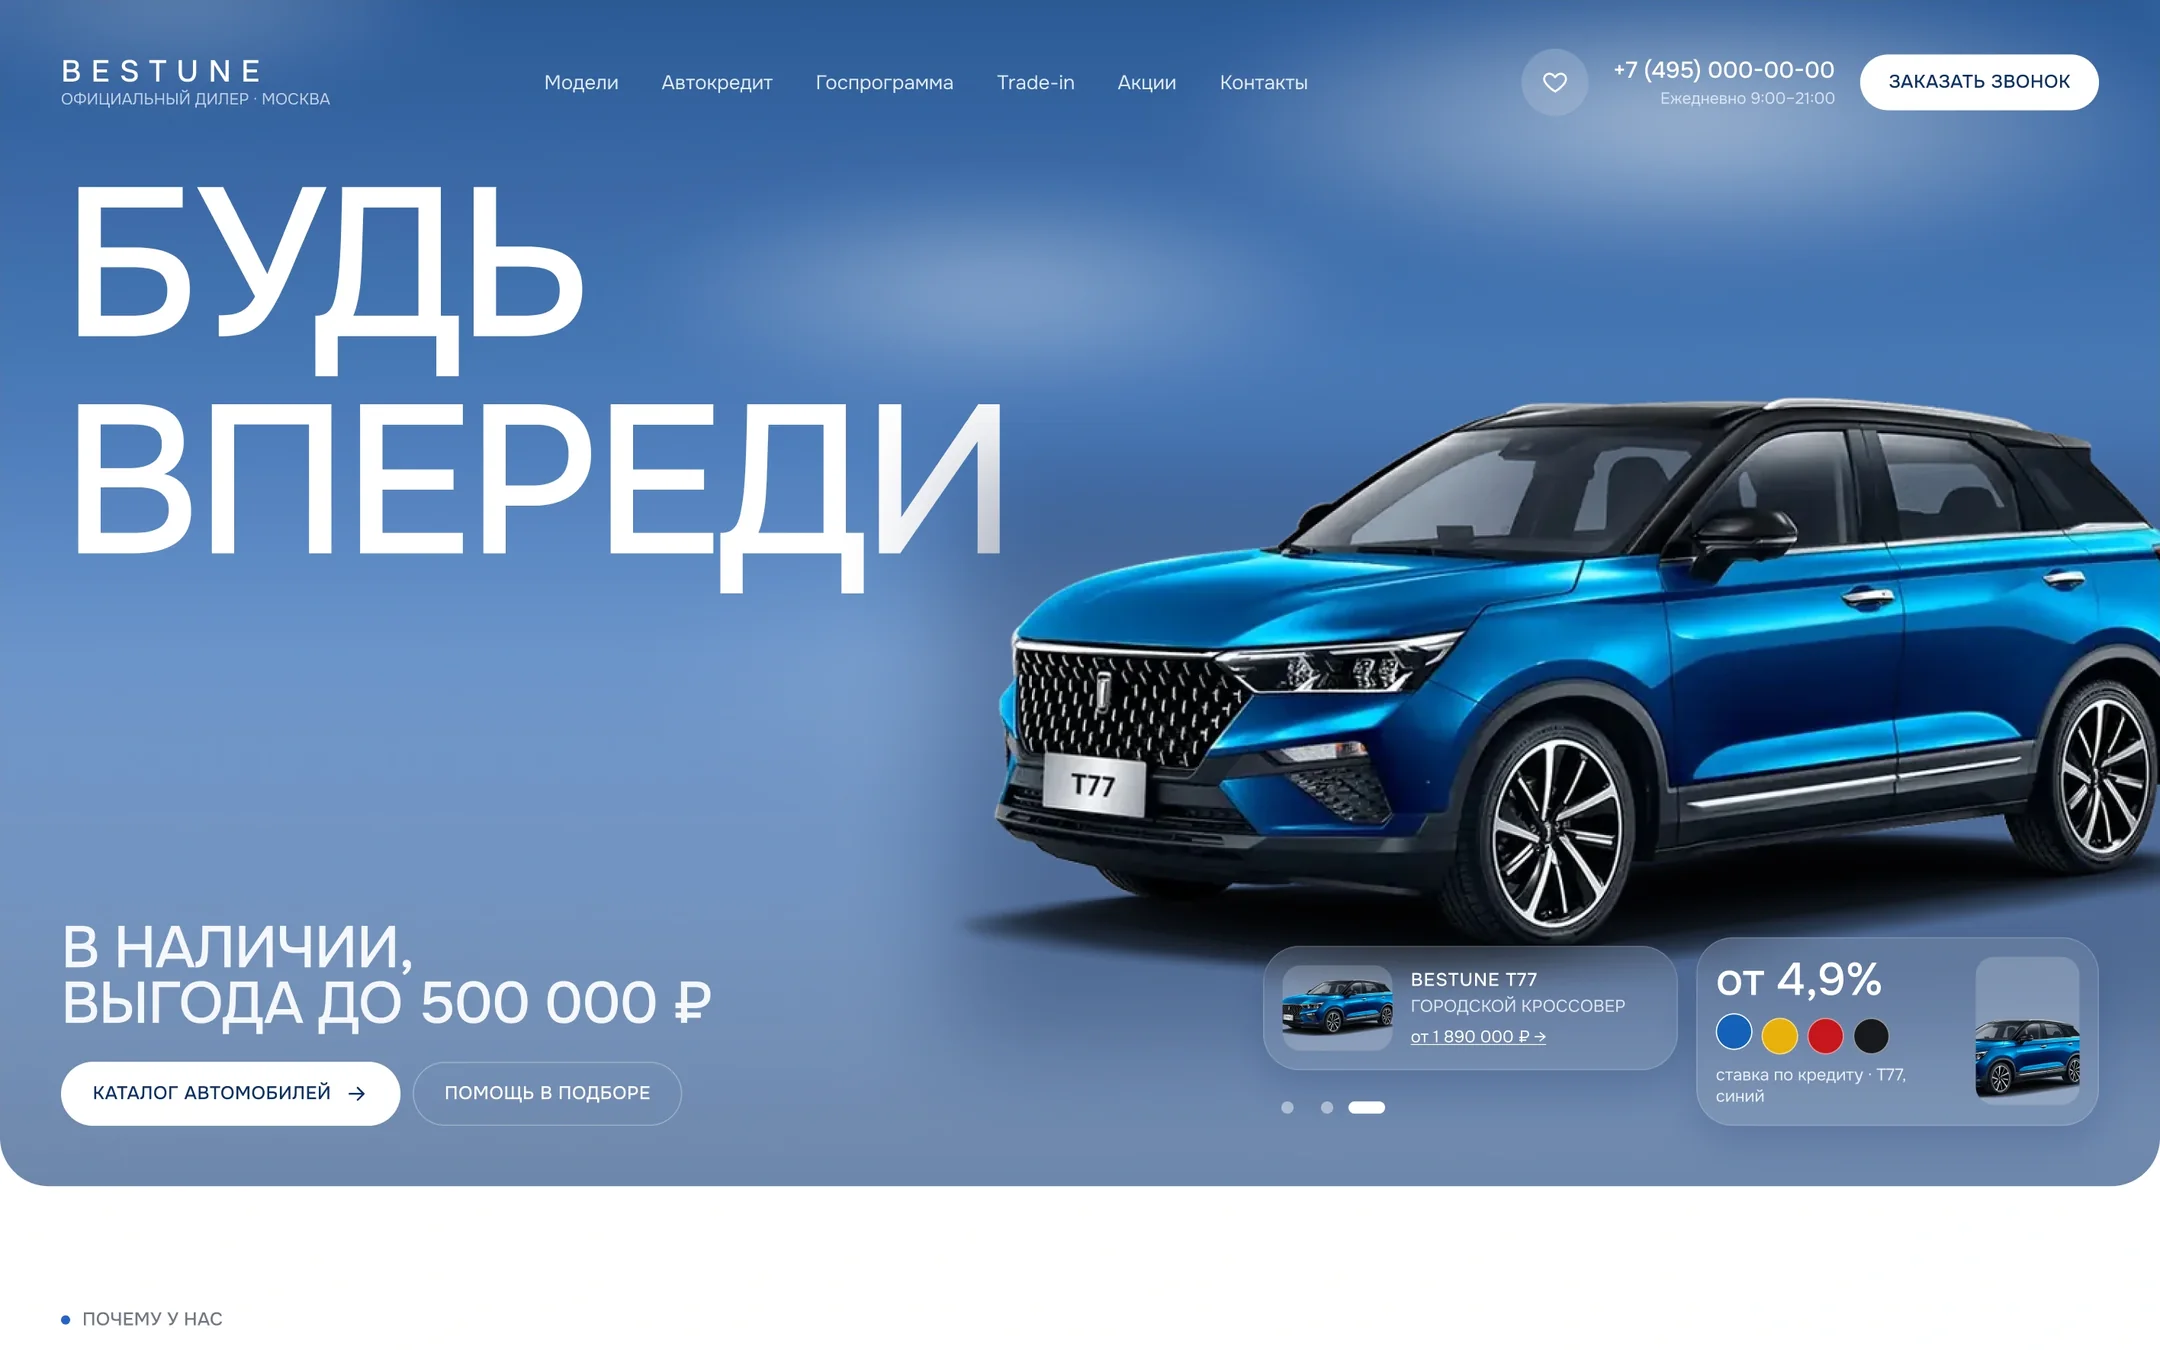 BESTUNE
ОФИЦИАЛЬНЫЙ ДИЛЕР · МОСКВА
Модели
Автокредит
Госпрограмма
Trade-in
Акции
Контакты
+7 (495) 000-00-00
Ежедневно 9:00–21:00
ЗАКАЗАТЬ ЗВОНОК
БУДЬ
ВПЕРЕДИ
T77
В НАЛИЧИИ,
ВЫГОДА ДО 500 000 ₽
КАТАЛОГ АВТОМОБИЛЕЙ →
ПОМОЩЬ В ПОДБОРЕ
BESTUNE T77
ГОРОДСКОЙ КРОССОВЕР
от 1 890 000 ₽ →
от 4,9%
ставка по кредиту · T77,
синий
ПОЧЕМУ У НАС